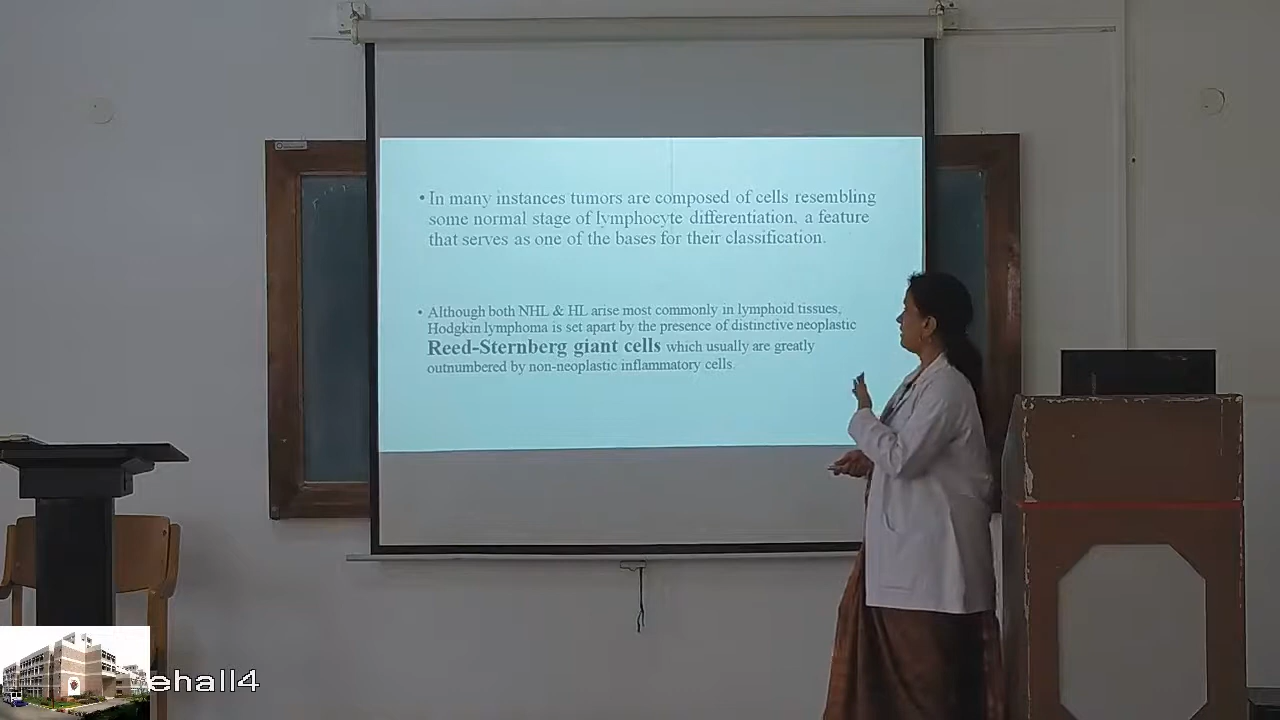 • In many instances tumors are composed of cells resembling
some normal stage of lymphocyte differentiation, a feature
that serves as one of the bases for their classification.
• Although both NHL & HL arise most commonly in lymphoid tissues,
Hodgkin lymphoma is set apart by the presence of distinctive neoplastic
Reed-Sternberg giant cells which usually are greatly
outnumbered by non-neoplastic inflammatory cells.
ehall4